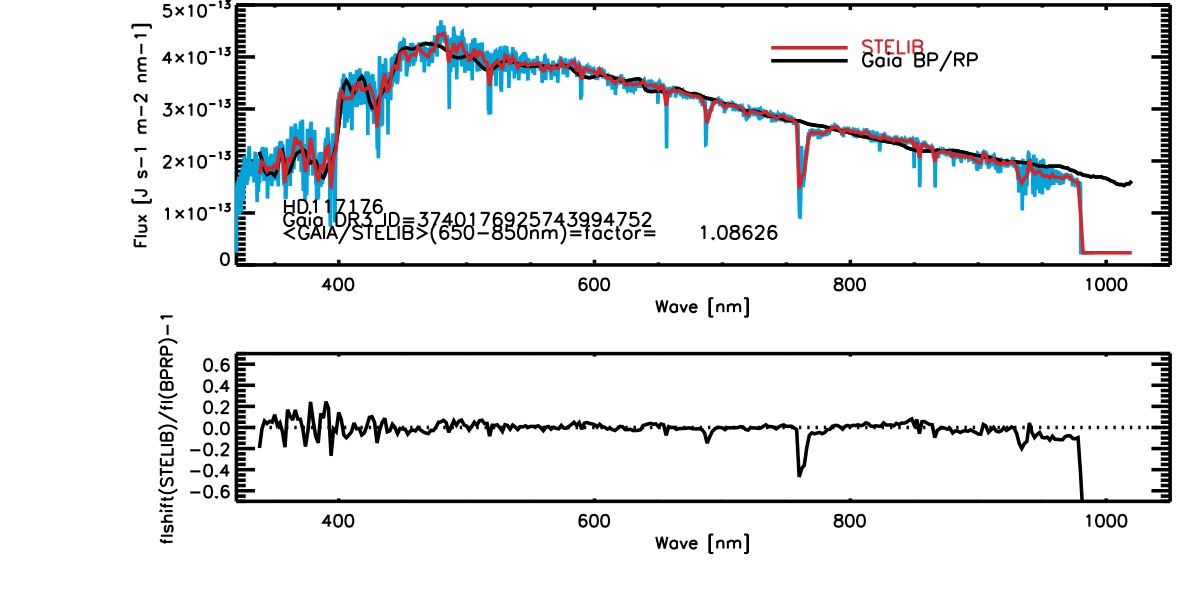 5×10−13
4×10−13
3×10−13
2×10−13
1×10−13
0
Flux [J s−1 m−2 nm−1]
STELIB
Gaia BP/RP
HD117176
Gaia DR3 ID=3740176925743994752
<GAIA/STELIB>(650−850nm)=factor= 1.08626
400 600 800 1000
Wave [nm]
0.6
0.4
0.2
0.0
−0.2
−0.4
−0.6
flshift(STELIB)/fl(BPRP)−1
400 600 800 1000
Wave [nm]